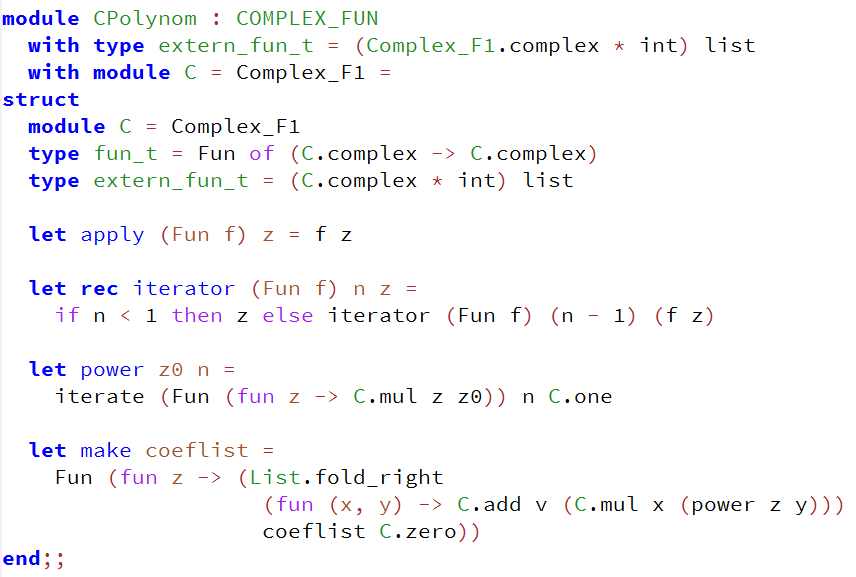 module CPolynom : COMPLEX_FUN
  with type extern_fun_t = (Complex_F1.complex * int) list
  with module C = Complex_F1 =
struct
  module C = Complex_F1
  type fun_t = Fun of (C.complex -> C.complex)
  type extern_fun_t = (C.complex * int) list

  let apply (Fun f) z = f z

  let rec iterator (Fun f) n z =
    if n < 1 then z else iterator (Fun f) (n - 1) (f z)

  let power z0 n =
    iterate (Fun (fun z -> C.mul z z0)) n C.one

  let make coeflist =
    Fun (fun z -> (List.fold_right
                    (fun (x, y) -> C.add v (C.mul x (power z y)))
                    coeflist C.zero))
end;;